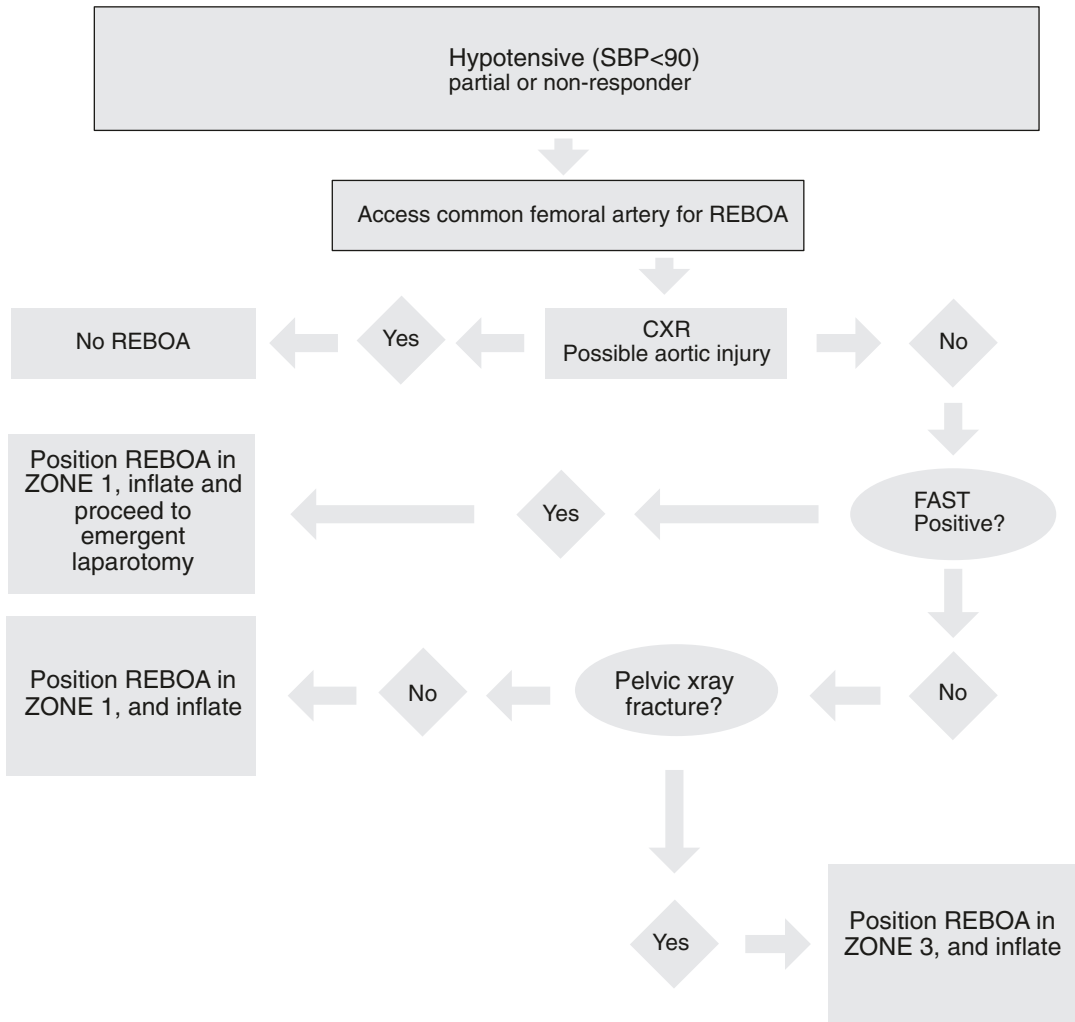 Hypotensive (SBP<90)
partial or non-responder
Access common femoral artery for REBOA
No REBOA
Yes
CXR
Possible aortic injury
No
Position REBOA in
ZONE 1, inflate and
proceed to
emergent
laparotomy
Yes
FAST
Positive?
Position REBOA in
ZONE 1, and inflate
No
Pelvic xray
fracture?
No
Yes
Position REBOA in
ZONE 3, and inflate